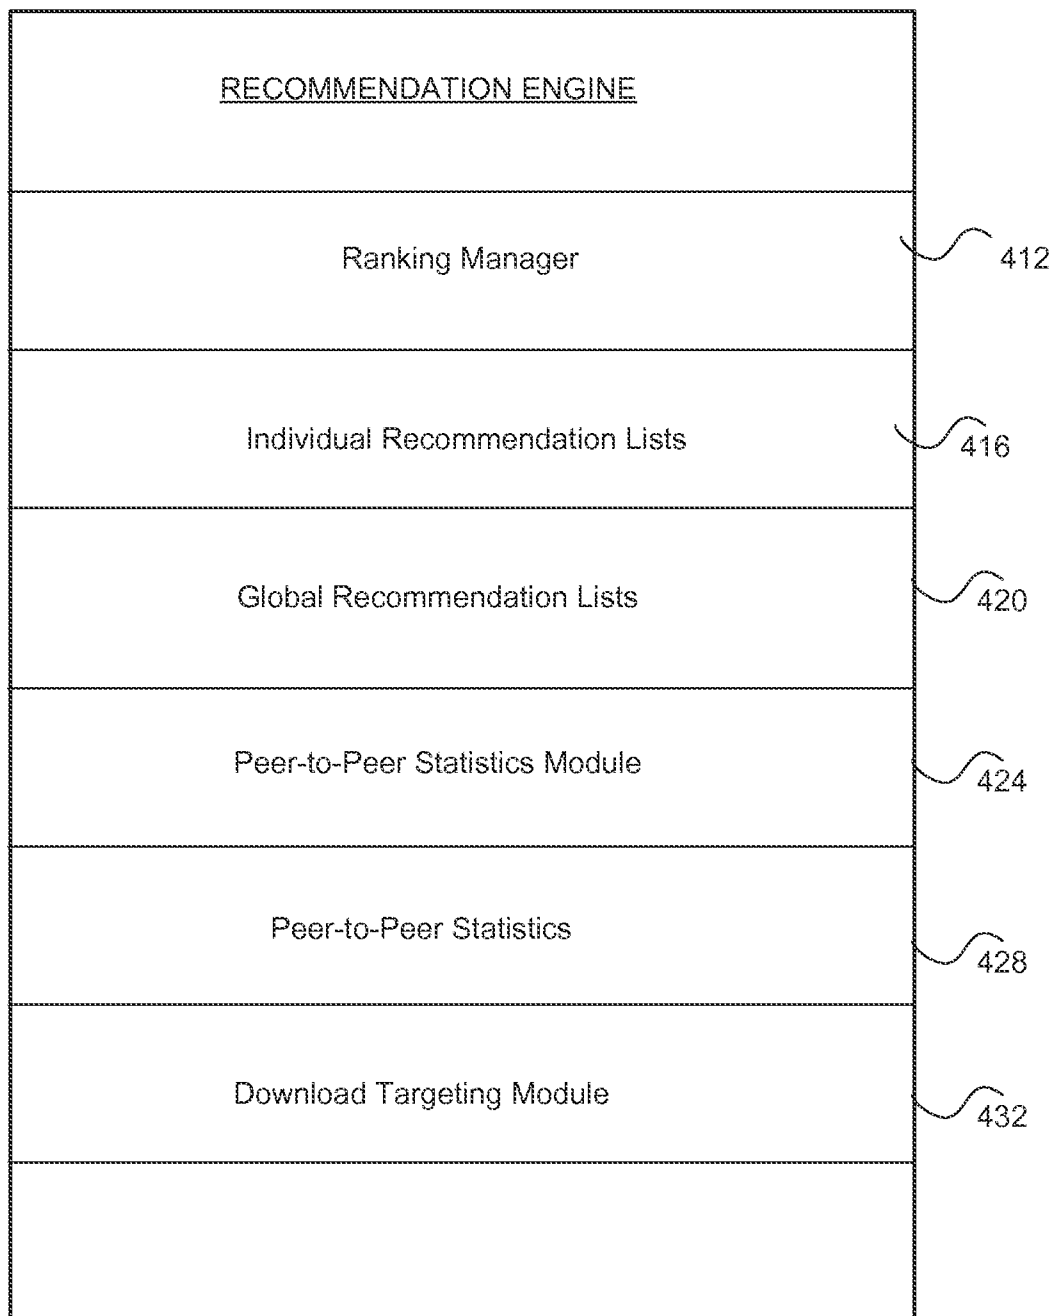 RECOMMENDATION ENGINE
Ranking Manager
412
Individual Recommendation Lists
416
Global Recommendation Lists
420
Peer-to-Peer Statistics Module
424
Peer-to-Peer Statistics
428
Download Targeting Module
432